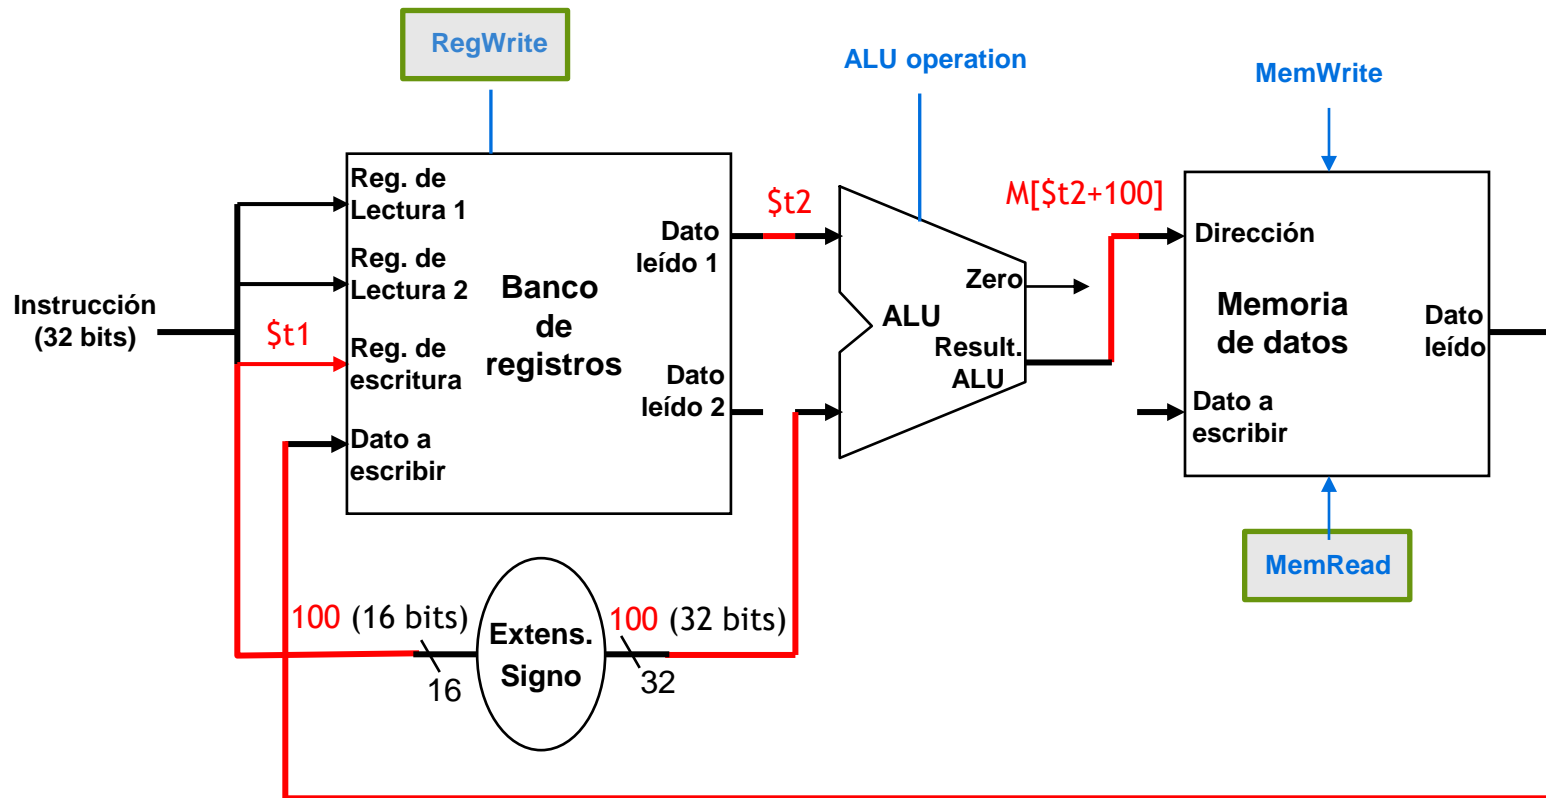 RegWrite
ALU operation
MemWrite
Instrucción
(32 bits)
$t1
Reg. de
Lectura 1
Reg. de
Lectura 2
Reg. de
escritura
Dato a
escribir
Banco
de
registros
Dato
leído 1
Dato
leído 2
$t2
ALU
Zero
Result.
ALU
M[$t2+100]
Dirección
Memoria
de datos
Dato
leído
Dato a
escribir
MemRead
100 (16 bits)
16
Extens.
Signo
100 (32 bits)
32